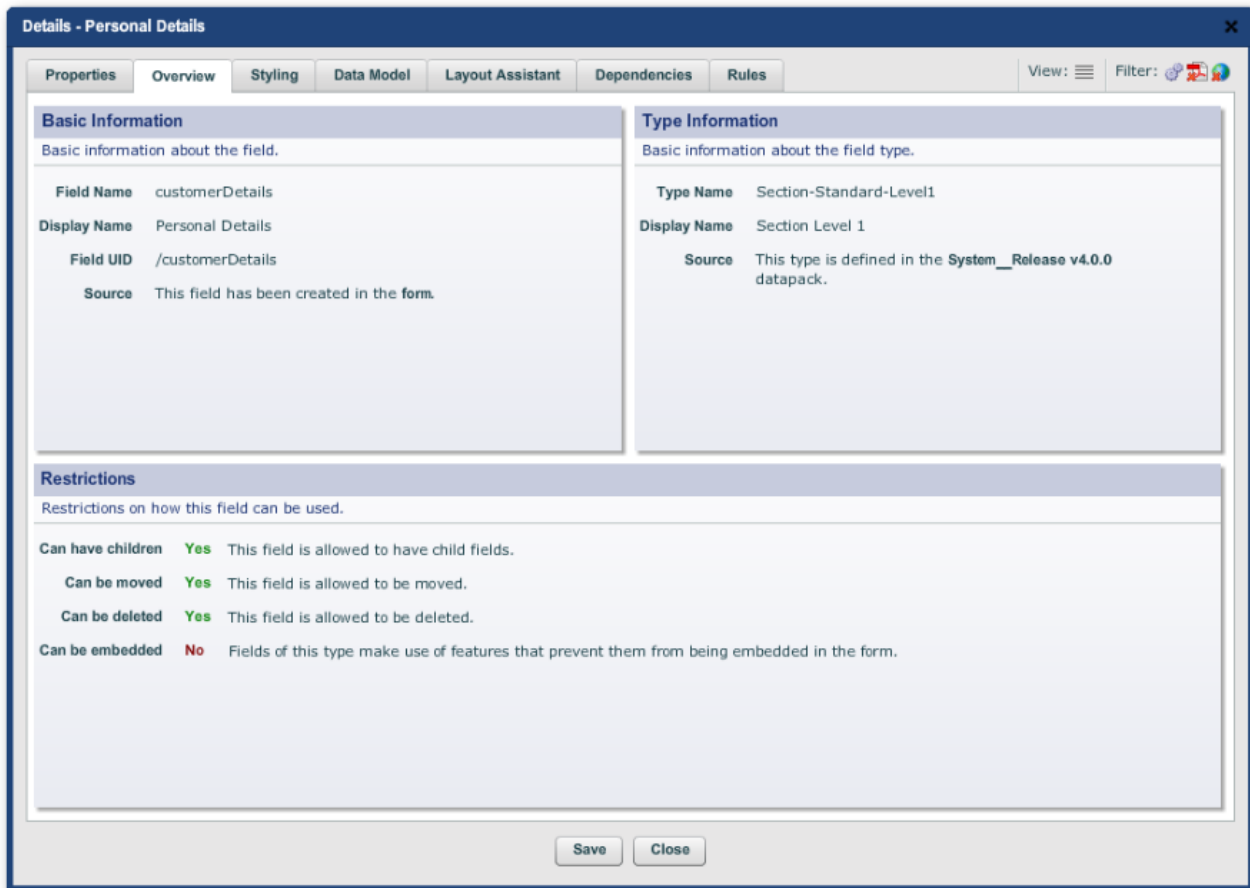 Details - Personal Details
Properties Overview Styling Data Model Layout Assistant Dependencies Rules View: Filter:
Basic Information
Basic information about the field.
Field Name customerDetails
Display Name Personal Details
Field UID /customerDetails
Source This field has been created in the form.
Type Information
Basic information about the field type.
Type Name Section-Standard-Level1
Display Name Section Level 1
Source This type is defined in the System__Release v4.0.0
datapack.
Restrictions
Restrictions on how this field can be used.
Can have children Yes This field is allowed to have child fields.
Can be moved Yes This field is allowed to be moved.
Can be deleted Yes This field is allowed to be deleted.
Can be embedded No Fields of this type make use of features that prevent them from being embedded in the form.
Save Close